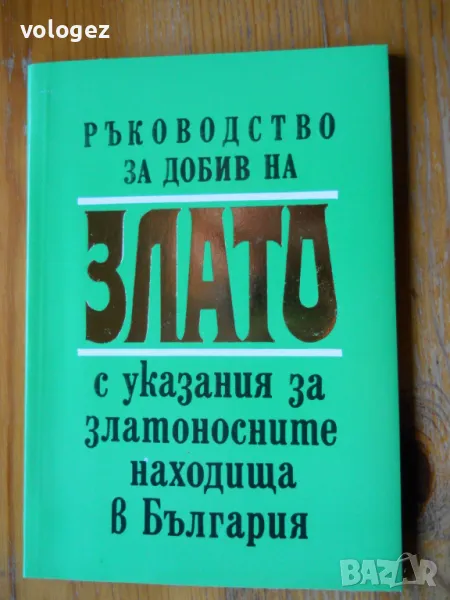 vologez
РЪКОВОДСТВО
ЗА ДОБИВ НА
ЗЛАТО
с указания за
златоносните
находища
в България
BAZAR